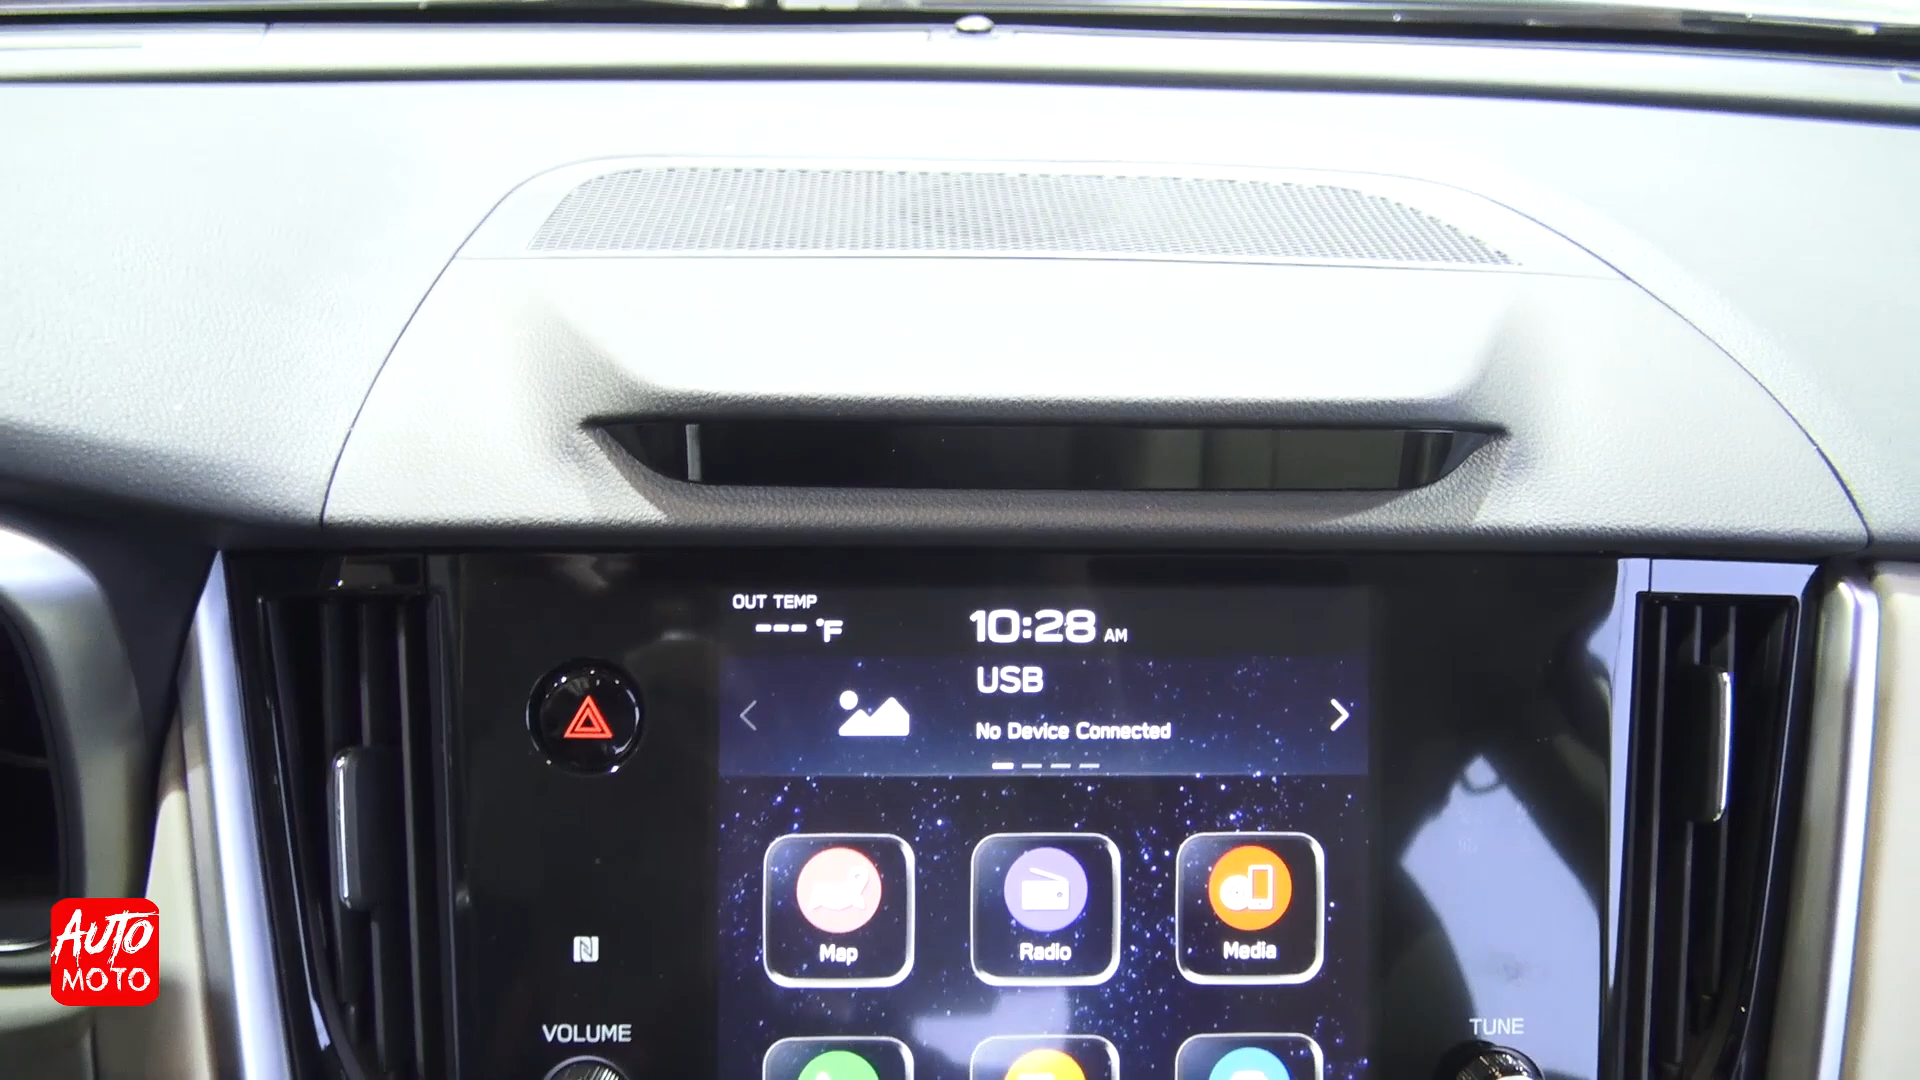 OUT TEMP
--- °F
10:28 AM
USB
No Device Connected
Map
Radio
Media
AUTO
MOTO
VOLUME
TUNE